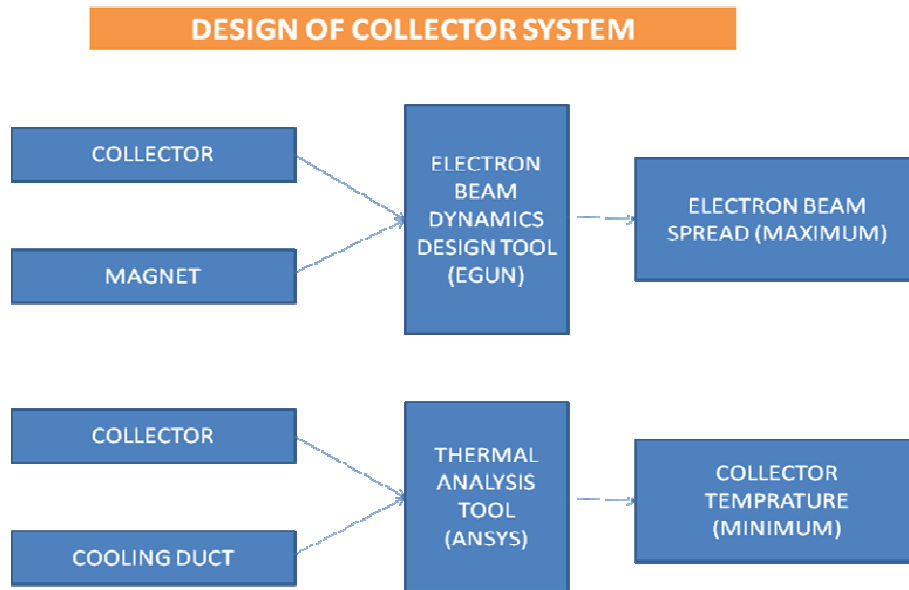 DESIGN OF COLLECTOR SYSTEM
COLLECTOR
MAGNET
ELECTRON
BEAM
DYNAMICS
DESIGN TOOL
(EGUN)
ELECTRON BEAM
SPREAD (MAXIMUM)
COLLECTOR
COOLING DUCT
THERMAL
ANALYSIS
TOOL
(ANSYS)
COLLECTOR
TEMPRATURE
(MINIMUM)